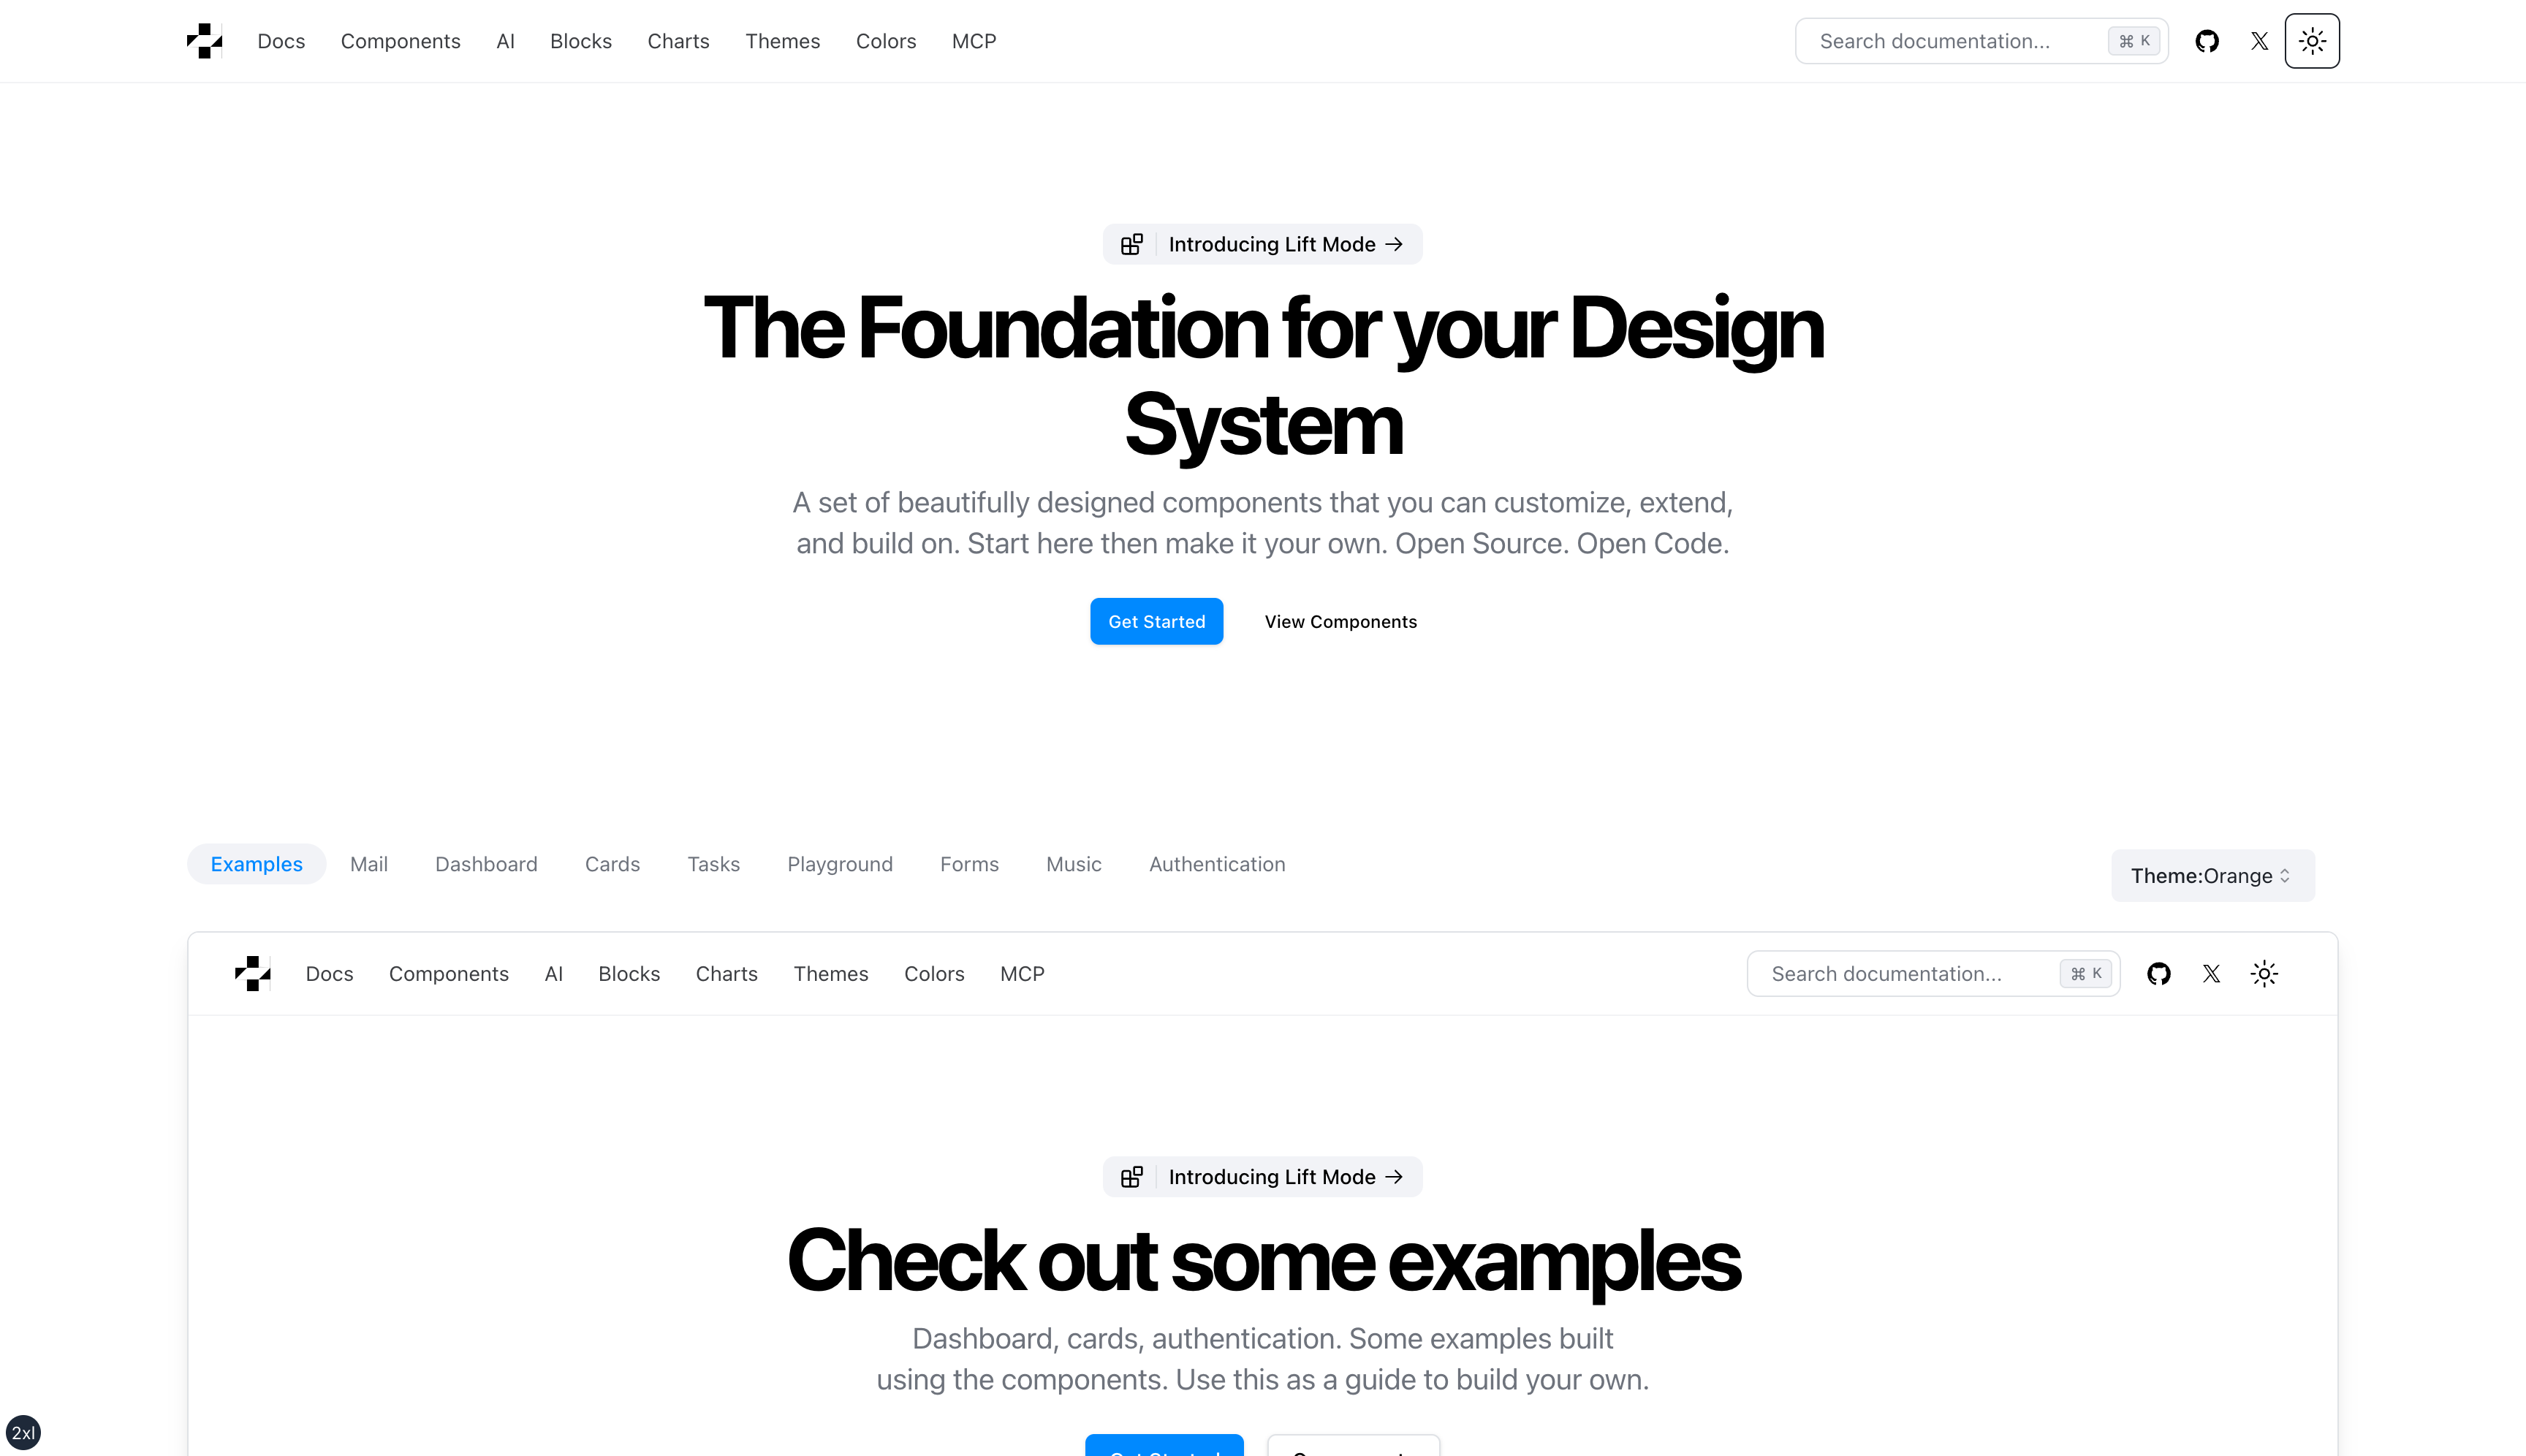 Docs Components AI Blocks Charts Themes Colors MCP Search documentation... ⌘ K
Introducing Lift Mode →
The Foundation for your Design
System
A set of beautifully designed components that you can customize, extend,
and build on. Start here then make it your own. Open Source. Open Code.
Get Started View Components
Examples Mail Dashboard Cards Tasks Playground Forms Music Authentication Theme:Orange
Docs Components AI Blocks Charts Themes Colors MCP Search documentation... ⌘ K
Introducing Lift Mode →
Check out some examples
Dashboard, cards, authentication. Some examples built
using the components. Use this as a guide to build your own.
2xl